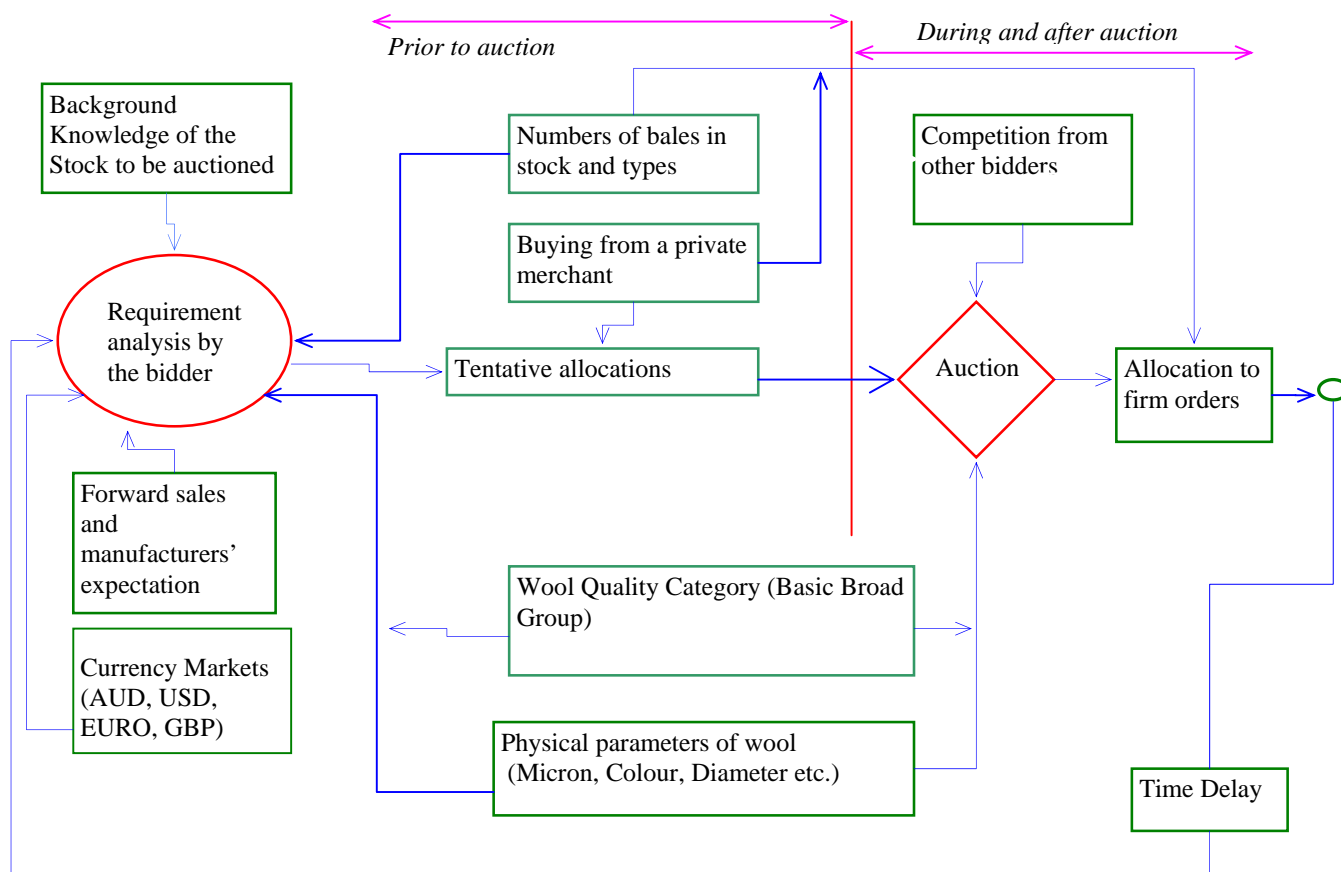 Prior to auction
During and after auction
Background
Knowledge of the
Stock to be auctioned
Numbers of bales in
stock and types
Competition from
other bidders
Buying from a private
merchant
Requirement
analysis by
the bidder
Tentative allocations
Auction
Allocation to
firm orders
Forward sales
and
manufacturers’
expectation
Wool Quality Category (Basic Broad
Group)
Currency Markets
(AUD, USD,
EURO, GBP)
Physical parameters of wool
(Micron, Colour, Diameter etc.)
Time Delay